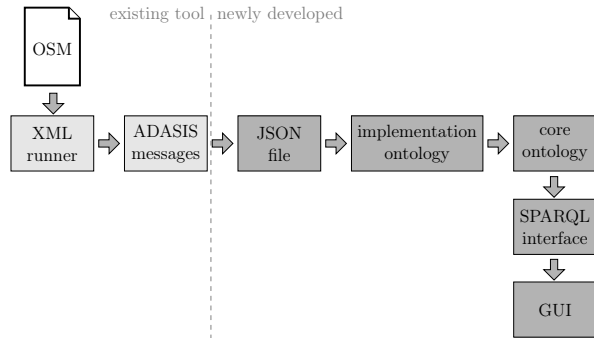 existing tool newly developed
OSM
XML
runner
ADASIS
messages
JSON
file
implementation
ontology
core
ontology
SPARQL
interface
GUI